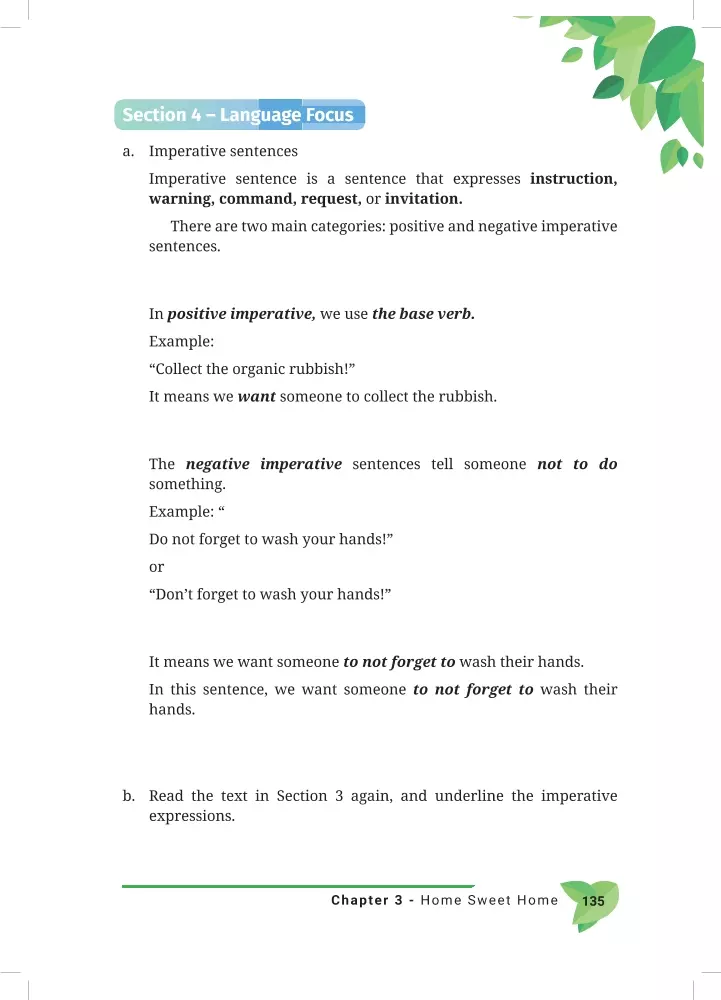 Section 4 – Language Focus
a. Imperative sentences
Imperative sentence is a sentence that expresses instruction,
warning, command, request, or invitation.
There are two main categories: positive and negative imperative
sentences.
In positive imperative, we use the base verb.
Example:
“Collect the organic rubbish!”
It means we want someone to collect the rubbish.
The negative imperative sentences tell someone not to do
something.
Example: “
Do not forget to wash your hands!”
or
“Don’t forget to wash your hands!”
It means we want someone to not forget to wash their hands.
In this sentence, we want someone to not forget to wash their
hands.
b. Read the text in Section 3 again, and underline the imperative
expressions.
Chapter 3 - Home Sweet Home 135